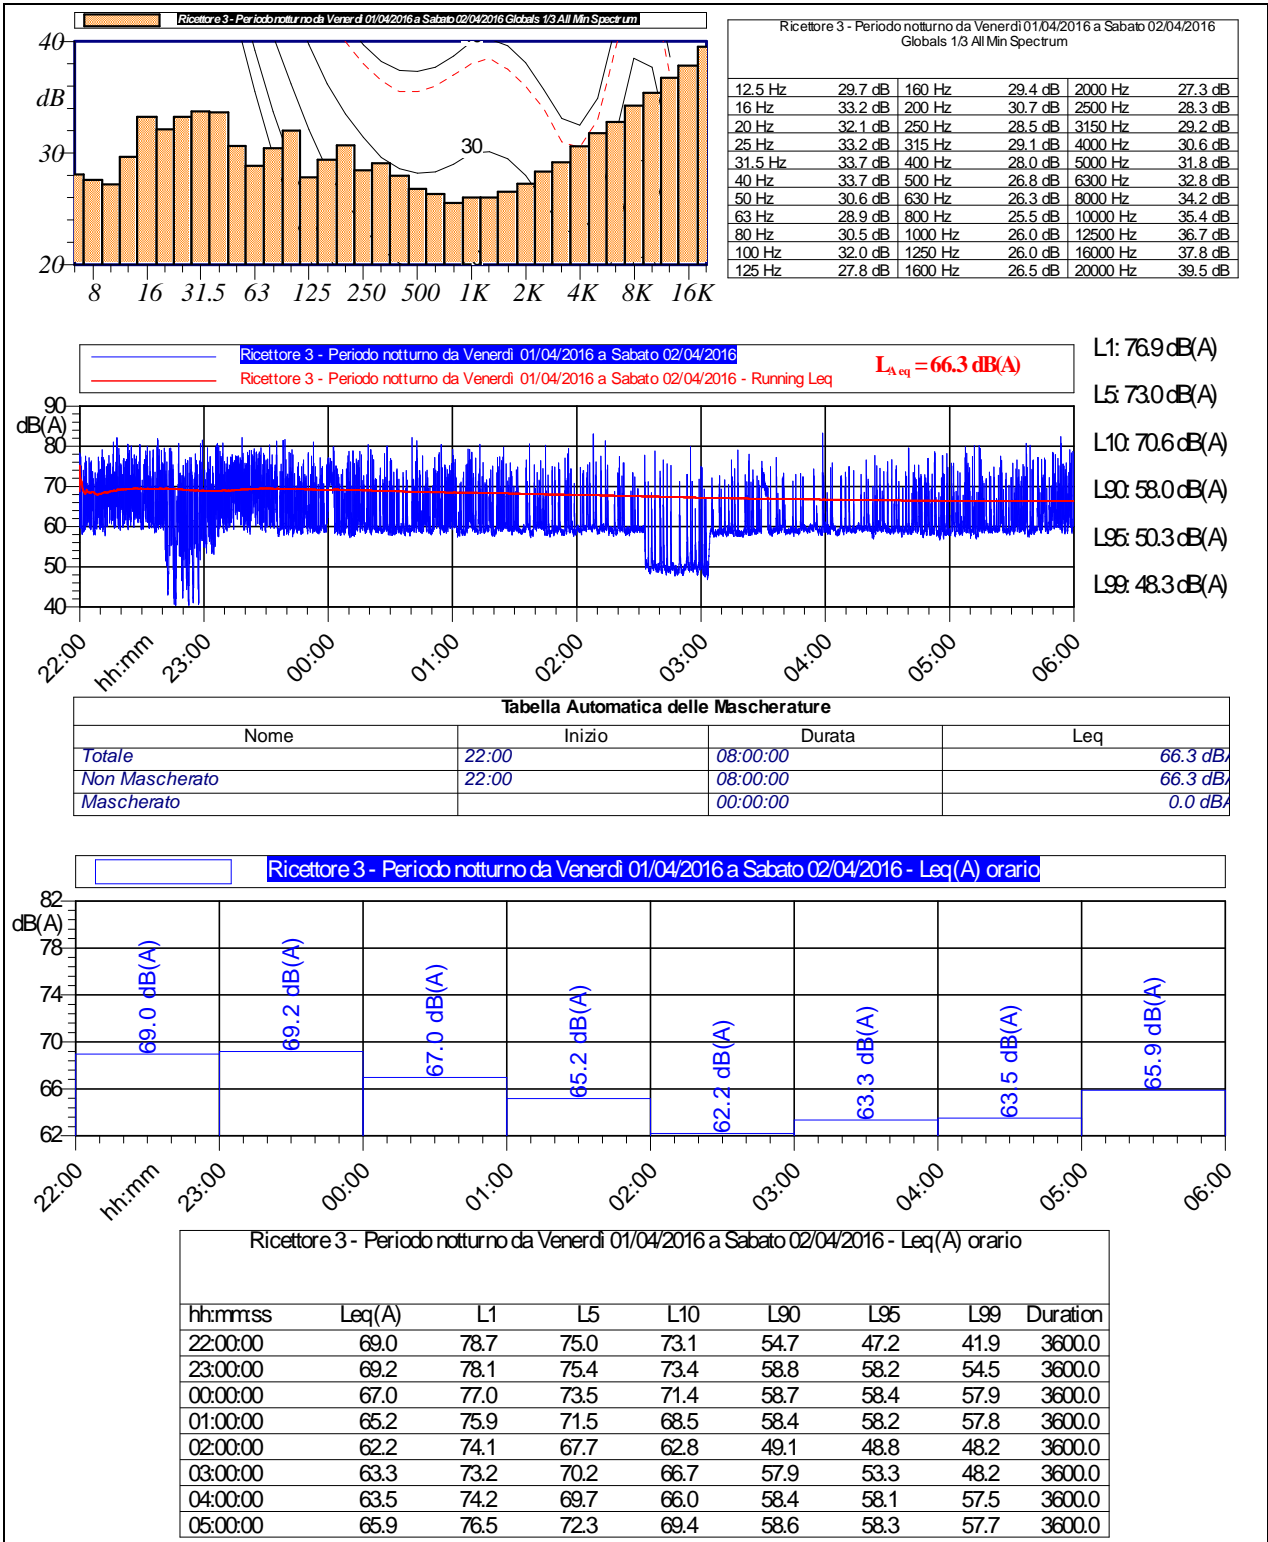 Ricettore 3 - Periodo notturno da Venerdì 01/04/2016 a Sabato 02/04/2016 Globals 1/3 All Min Spectrum
40
dB
30
20
30
8 16 31.5 63 125 250 500 1K 2K 4K 8K 16K
Ricettore 3 - Periodo notturno da Venerdì 01/04/2016 a Sabato 02/04/2016
Globals 1/3 All Min Spectrum
12.5 Hz 29.7 dB 160 Hz 29.4 dB 2000 Hz 27.3 dB
16 Hz 33.2 dB 200 Hz 30.7 dB 2500 Hz 28.3 dB
20 Hz 32.1 dB 250 Hz 28.5 dB 3150 Hz 29.2 dB
25 Hz 33.2 dB 315 Hz 29.1 dB 4000 Hz 30.6 dB
31.5 Hz 33.7 dB 400 Hz 28.0 dB 5000 Hz 31.8 dB
40 Hz 33.7 dB 500 Hz 26.8 dB 6300 Hz 32.8 dB
50 Hz 30.6 dB 630 Hz 26.3 dB 8000 Hz 34.2 dB
63 Hz 28.9 dB 800 Hz 25.5 dB 10000 Hz 35.4 dB
80 Hz 30.5 dB 1000 Hz 26.0 dB 12500 Hz 36.7 dB
100 Hz 32.0 dB 1250 Hz 26.0 dB 16000 Hz 37.8 dB
125 Hz 27.8 dB 1600 Hz 26.5 dB 20000 Hz 39.5 dB
Ricettore 3 - Periodo notturno da Venerdì 01/04/2016 a Sabato 02/04/2016
Ricettore 3 - Periodo notturno da Venerdì 01/04/2016 a Sabato 02/04/2016 - Running Leq
LA eq = 66.3 dB(A)
90
dB(A)
80
70
60
50
40
22:00 hh:mm 23:00 00:00 01:00 02:00 03:00 04:00 05:00 06:00
L1: 76.9 dB(A)
L5: 73.0 dB(A)
L10: 70.6 dB(A)
L90: 58.0 dB(A)
L95: 50.3 dB(A)
L99: 48.3 dB(A)
Tabella Automatica delle Mascherature
Nome Inizio Durata Leq
Totale 22:00 08:00:00 66.3 dBA
Non Mascherato 22:00 08:00:00 66.3 dBA
Mascherato 00:00:00 0.0 dBA
Ricettore 3 - Periodo notturno da Venerdì 01/04/2016 a Sabato 02/04/2016 - Leq(A) orario
82
dB(A)
78
74
70
66
62
69.0 dB(A)
69.2 dB(A)
67.0 dB(A)
65.2 dB(A)
62.2 dB(A)
63.3 dB(A)
63.5 dB(A)
65.9 dB(A)
22:00 hh:mm 23:00 00:00 01:00 02:00 03:00 04:00 05:00 06:00
Ricettore 3 - Periodo notturno da Venerdì 01/04/2016 a Sabato 02/04/2016 - Leq(A) orario
hh:mm:ss Leq(A) L1 L5 L10 L90 L95 L99 Duration
22:00:00 69.0 78.7 75.0 73.1 54.7 47.2 41.9 3600.0
23:00:00 69.2 78.1 75.4 73.4 58.8 58.2 54.5 3600.0
00:00:00 67.0 77.0 73.5 71.4 58.7 58.4 57.9 3600.0
01:00:00 65.2 75.9 71.5 68.5 58.4 58.2 57.8 3600.0
02:00:00 62.2 74.1 67.7 62.8 49.1 48.8 48.2 3600.0
03:00:00 63.3 73.2 70.2 66.7 57.9 53.3 48.2 3600.0
04:00:00 63.5 74.2 69.7 66.0 58.4 58.1 57.5 3600.0
05:00:00 65.9 76.5 72.3 69.4 58.6 58.3 57.7 3600.0